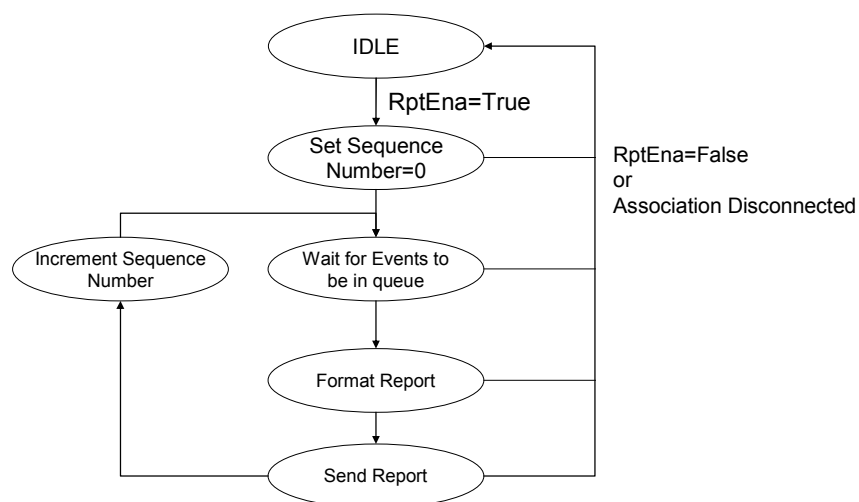 IDLE
RptEna=True
Set Sequence
Number=0
RptEna=False
or
Association Disconnected
Increment Sequence
Number
Wait for Events to
be in queue
Format Report
Send Report